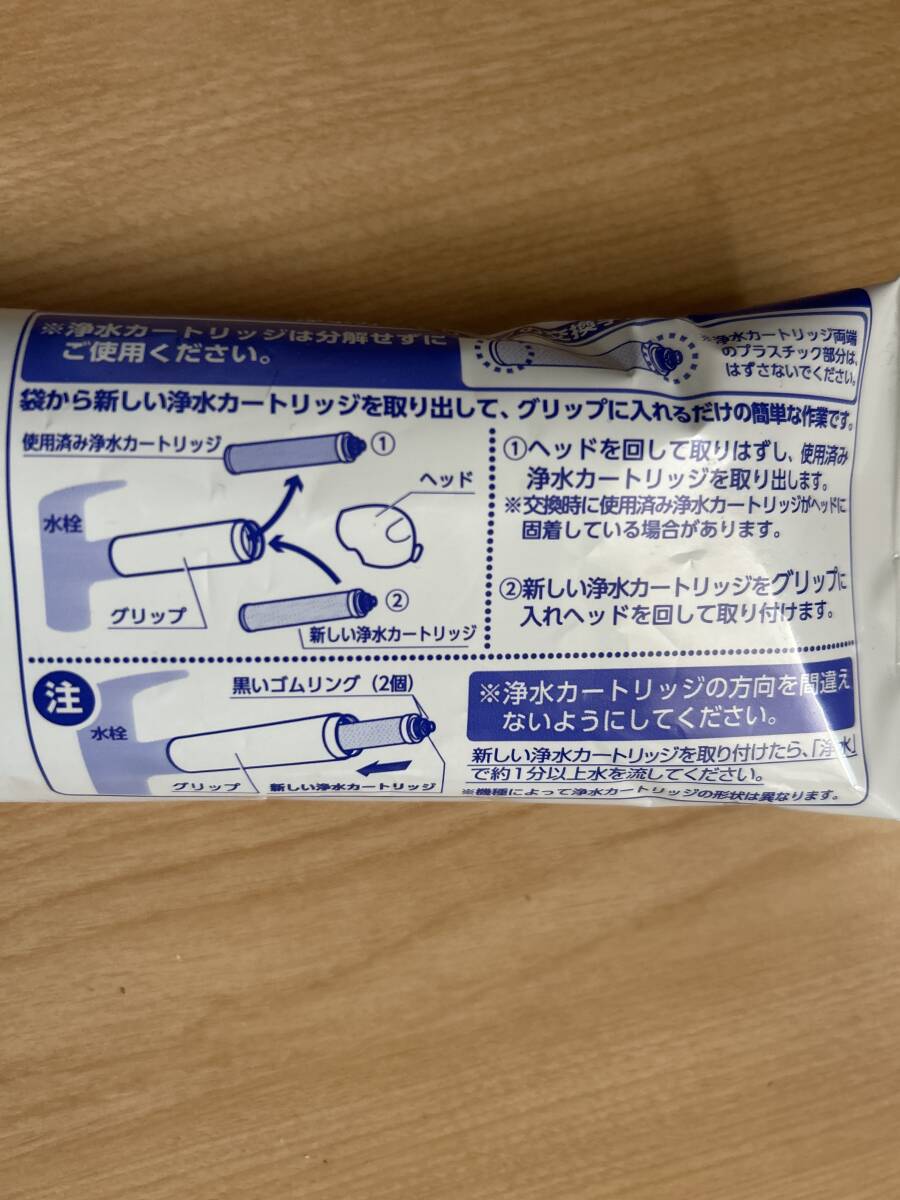 ※浄水カートリッジは分解せずに
ご使用ください。
※浄水カートリッジ両端
のプラスチック部分は、
はずさないでください。
袋から新しい浄水カートリッジを取り出して、グリップに入れるだけの簡単な作業です。
使用済み浄水カートリッジ
①
ヘッド
水栓
グリップ
②
新しい浄水カートリッジ
①ヘッドを回して取りはずし、使用済み
浄水カートリッジを取り出します。
※交換時に使用済み浄水カートリッジがヘッドに
固着している場合があります。
②新しい浄水カートリッジをグリップに
入れヘッドを回して取り付けます。
注
黒いゴムリング（2個）
水栓
グリップ
新しい浄水カートリッジ
※浄水カートリッジの方向を間違え
ないようにしてください。
新しい浄水カートリッジを取り付けたら、「浄水」
で約1分以上水を流してください。
※機種によって浄水カートリッジの形状は異なります。